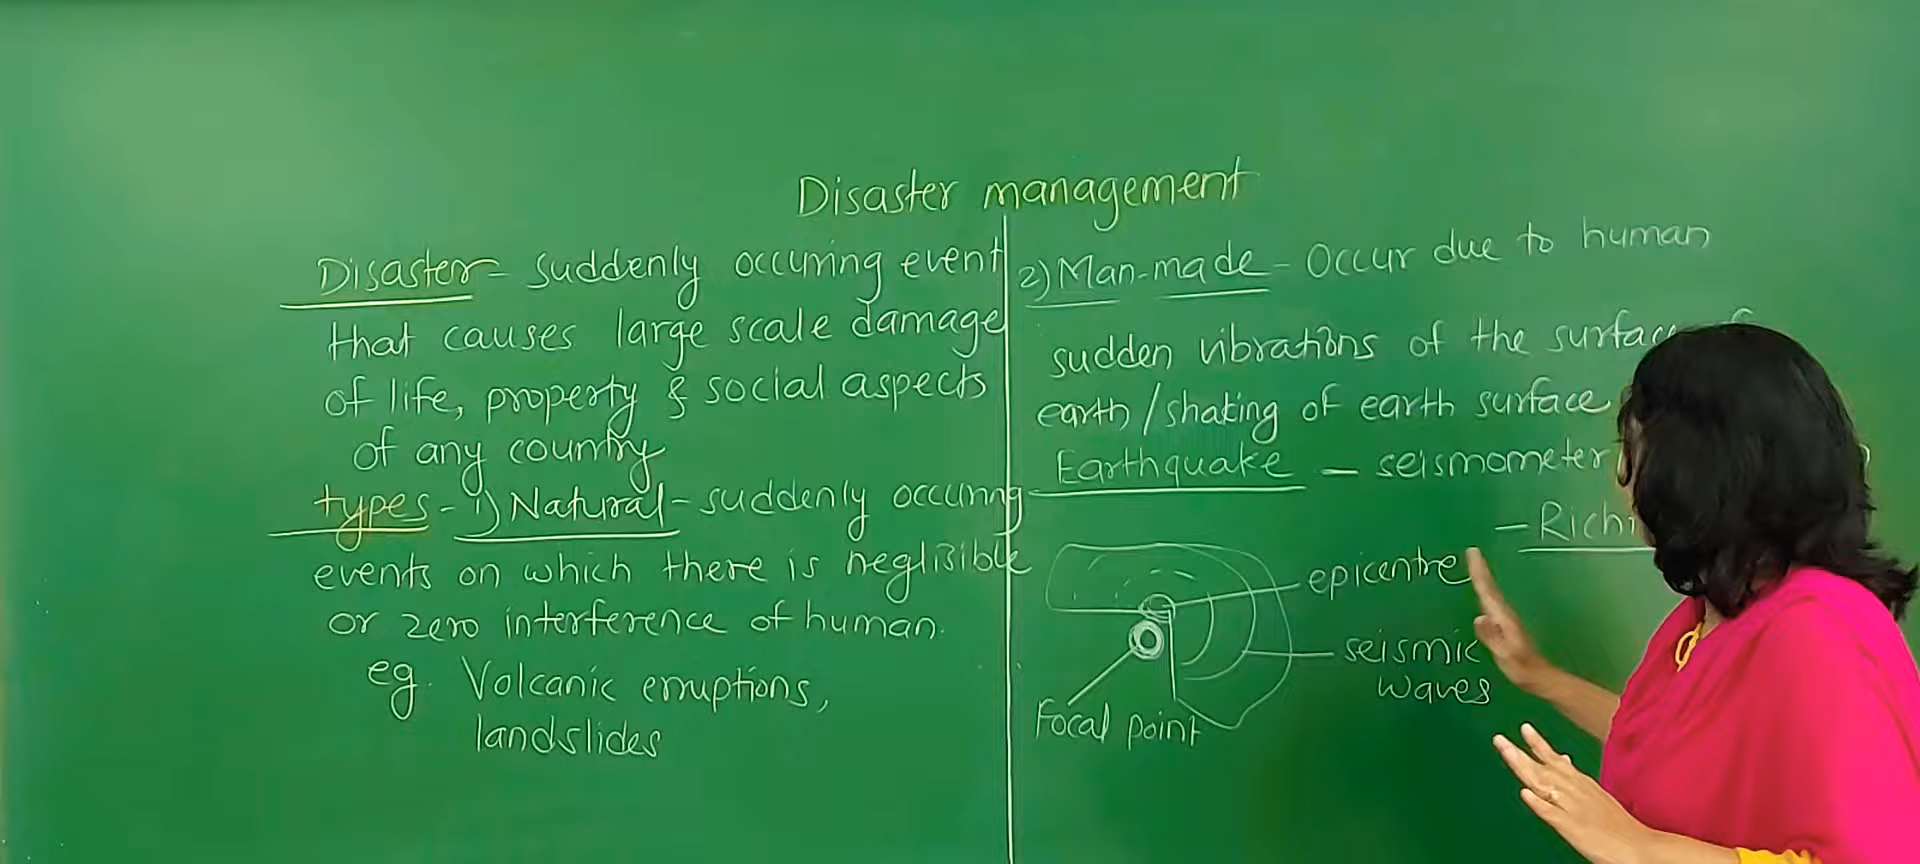 Disaster management
Disaster - suddenly occuring event
that causes large scale damage
of life, property & social aspects
of any country
types - 1) Natural - suddenly occuring
events on which there is neglisible
or zero interference of human.
eg. Volcanic erruptions,
landslides
2) Man-made - Occur due to human
sudden vibrations of the surface
earth / shaking of earth surface
Earthquake - seismometer
epicentre
seismic
waves
Focal point